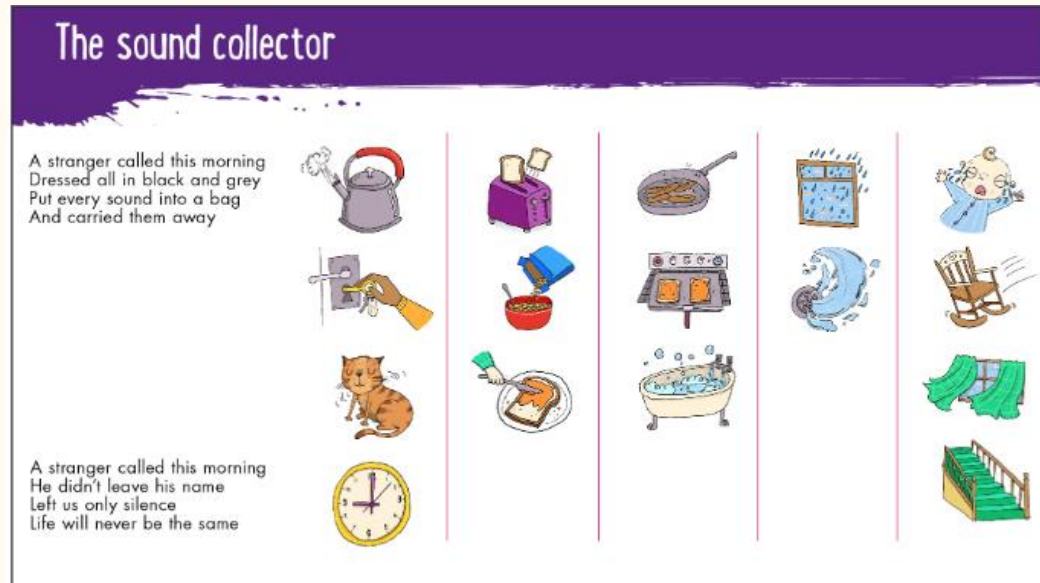 The sound collector
A stranger called this morning
Dressed all in black and grey
Put every sound into a bag
And carried them away
A stranger called this morning
He didn't leave his name
Left us only silence
Life will never be the same